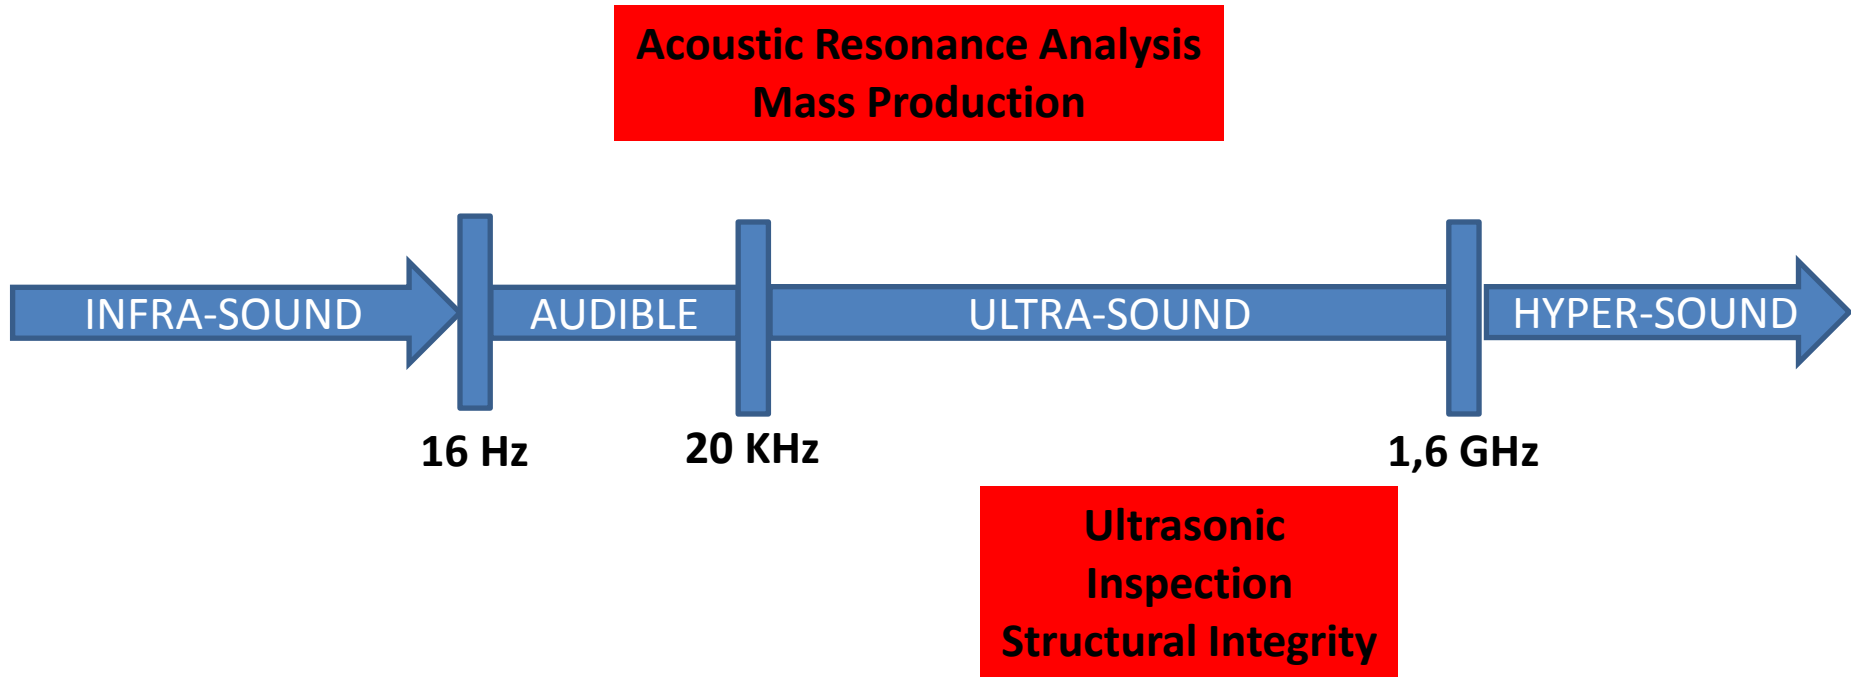 Acoustic Resonance Analysis
Mass Production
INFRA-SOUND
AUDIBLE
ULTRA-SOUND
HYPER-SOUND
16 Hz
20 KHz
1,6 GHz
Ultrasonic
Inspection
Structural Integrity